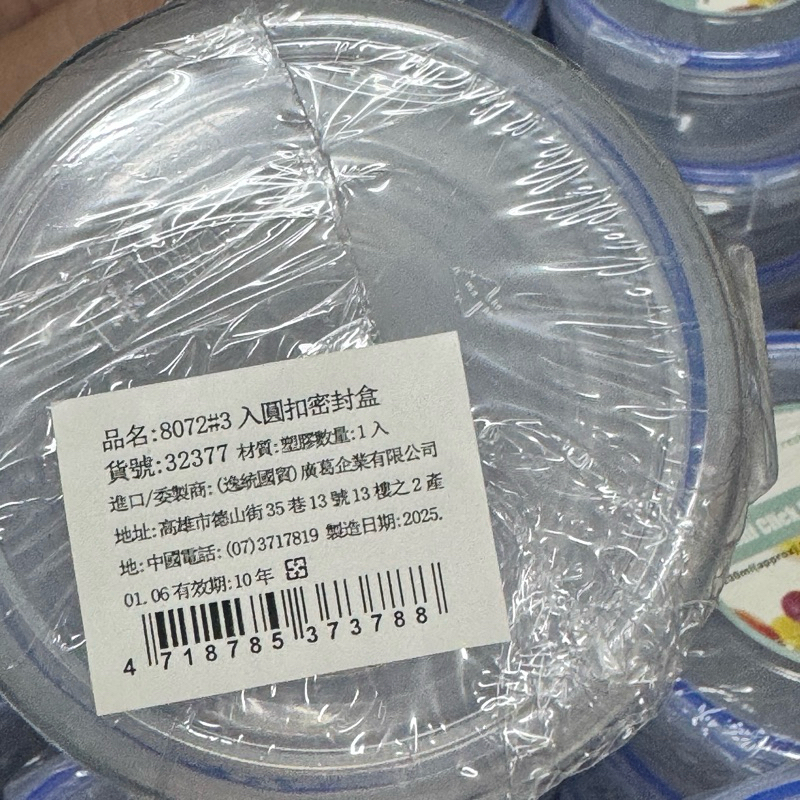 品名:8072#3 入圓扣密封盒
貨號:32377 材質:塑膠數量:1入
進口/委製商:(逸統國貿)廣葛企業有限公司
地址:高雄市德山街35巷13號13樓之2 產
地:中國電話:(07)3717819 製造日期:2025.
01.06有效期:10年
4 718785 373788